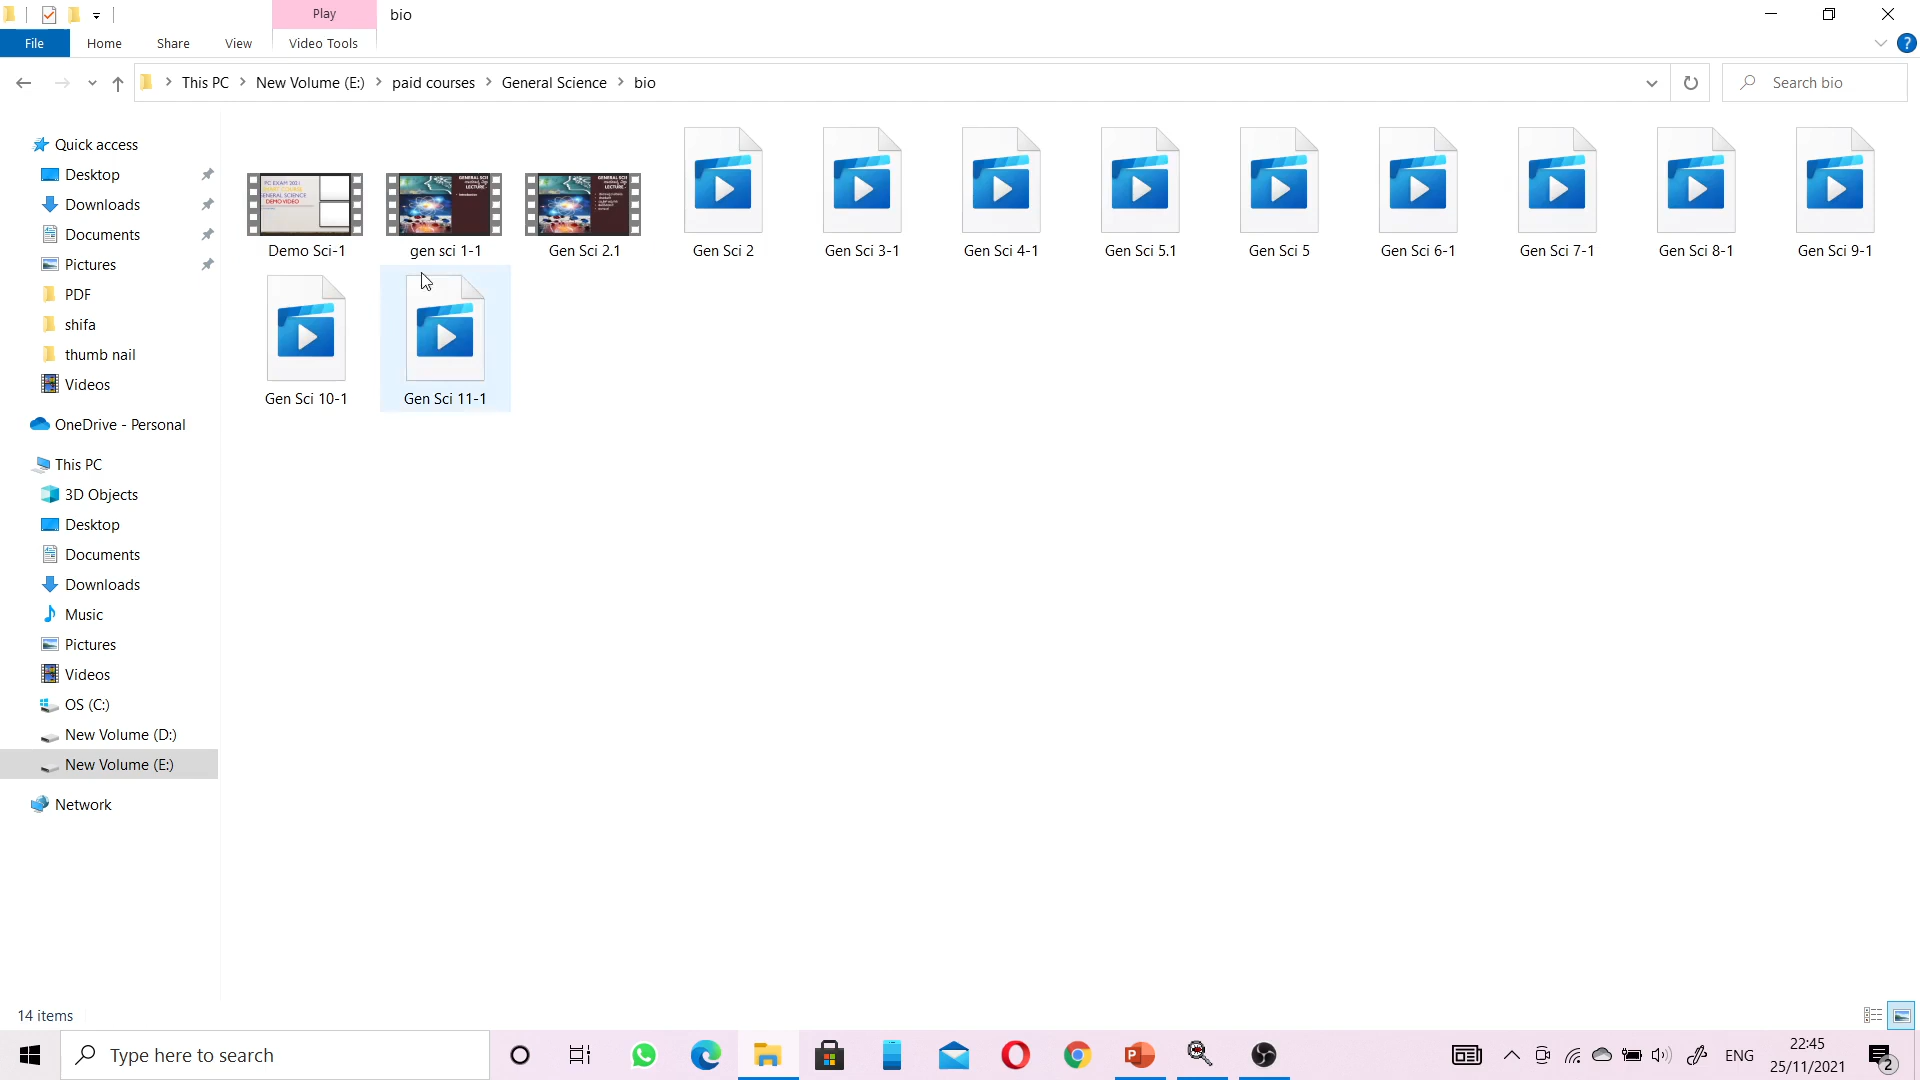 Play
bio
File
Home
Share
View
Video Tools
This PC
New Volume (E:)
paid courses
General Science
bio
Search bio
Quick access
Desktop
Downloads
Documents
Pictures
PDF
shifa
thumb nail
Videos
OneDrive - Personal
This PC
3D Objects
Desktop
Documents
Downloads
Music
Pictures
Videos
OS (C:)
New Volume (D:)
New Volume (E:)
Network
Demo Sci-1
gen sci 1-1
Gen Sci 2.1
Gen Sci 2
Gen Sci 3-1
Gen Sci 4-1
Gen Sci 5.1
Gen Sci 5
Gen Sci 6-1
Gen Sci 7-1
Gen Sci 8-1
Gen Sci 9-1
Gen Sci 10-1
Gen Sci 11-1
14 items
Type here to search
ENG
22:45
25/11/2021
2